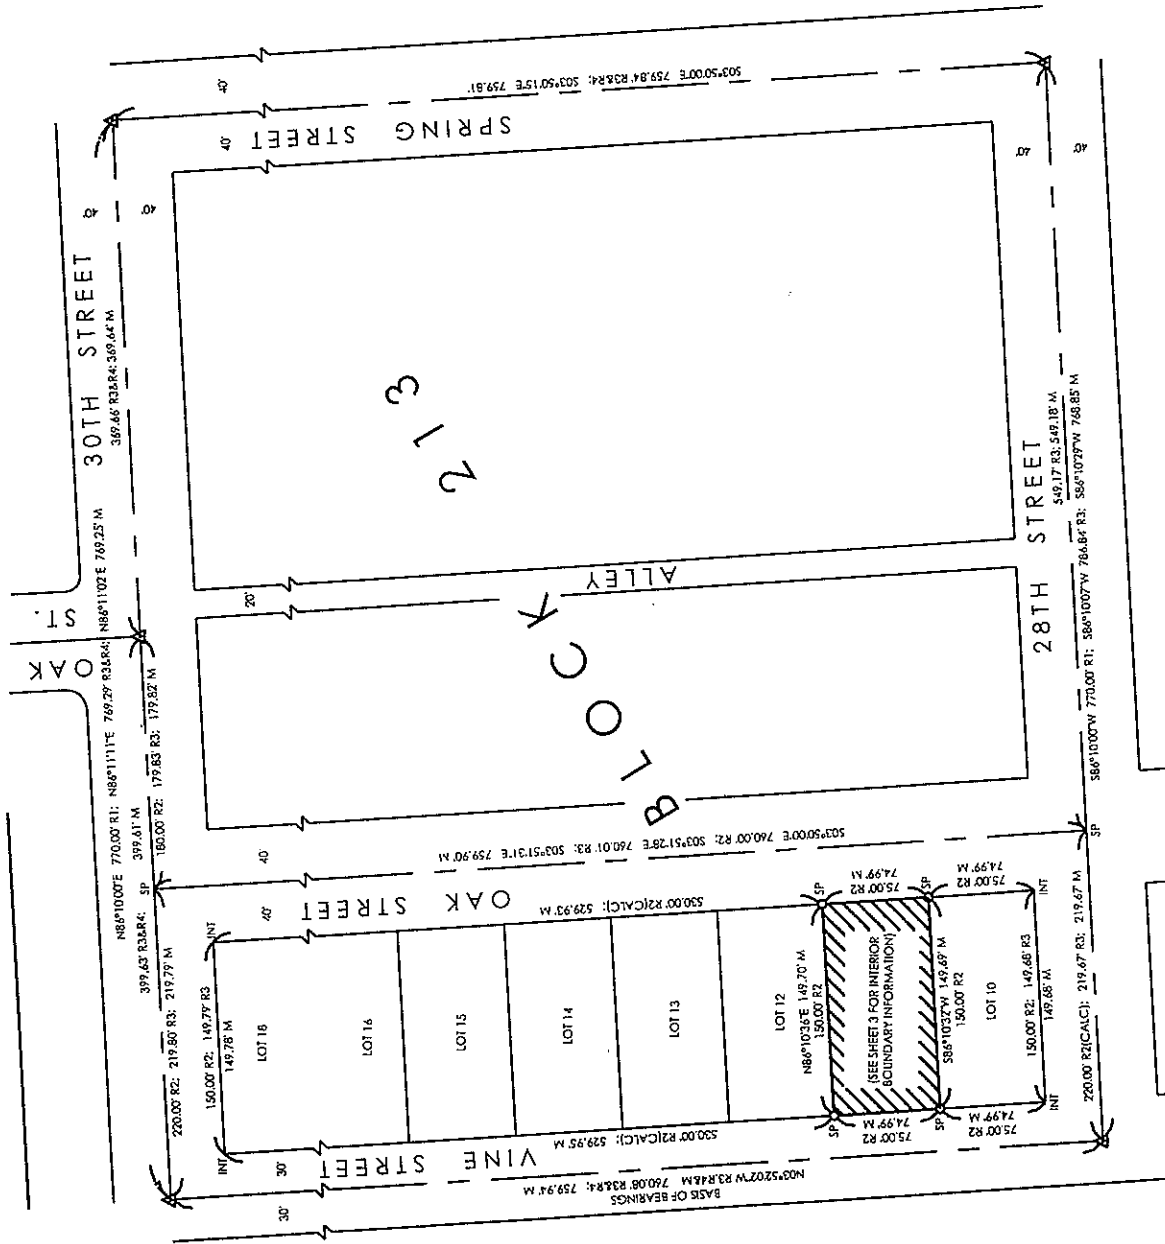 S03°50'00"E 759.84' R3&R4; S03°50'15"E 759.81'
40'
40'
SPRING STREET
30TH STREET
40'
40'
369.66' R3&R4; 369.64' M
N86°10'00"E 770.00' R1; N86°11'11"E 769.29' R3&R4; N86°11'02"E 769.25' M
OAK ST.
399.63' R3&R4; 399.61' M
220.00' R2; 219.80' R3; 219.79' M
SP
180.00' R2; 179.83' R3; 179.82' M
BLOCK 213
ALLEY
20'
40'
40'
28TH STREET
549.17' R3; 549.18' M
S86°10'00"W 770.00' R1; S86°10'07"W 786.84' R3; S86°10'29"W 768.85' M
S03°50'00"E 760.00' R2; S03°51'28"E 760.01' R3; S03°51'31"E 759.90' M
40'
40'
OAK STREET
530.00' R2(CALC); 529.93' M
INT
150.00' R2; 149.79' R3
149.78' M
INT
LOT 18
LOT 16
LOT 15
LOT 14
LOT 13
LOT 12
N86°10'36"E 149.70' M
150.00' R2
SP
SP
(SEE SHEET 3 FOR INTERIOR
BOUNDARY INFORMATION)
75.00' R2
74.99' M
75.00' R2
74.99' M
S86°10'32"W 149.69' M
150.00' R2
SP
LOT 10
75.00' R2
74.99' M
75.00' R2
74.99' M
150.00' R2; 149.68' R3
149.68' M
INT
INT
220.00' R2(CALC); 219.67' R3; 219.67' M
SP
530.00' R2(CALC); 529.95' M
30'
30'
VINE STREET
BASIS OF BEARINGS
N03°52'02"W R3,R4&M 760.08' R3&R4; 759.94' M